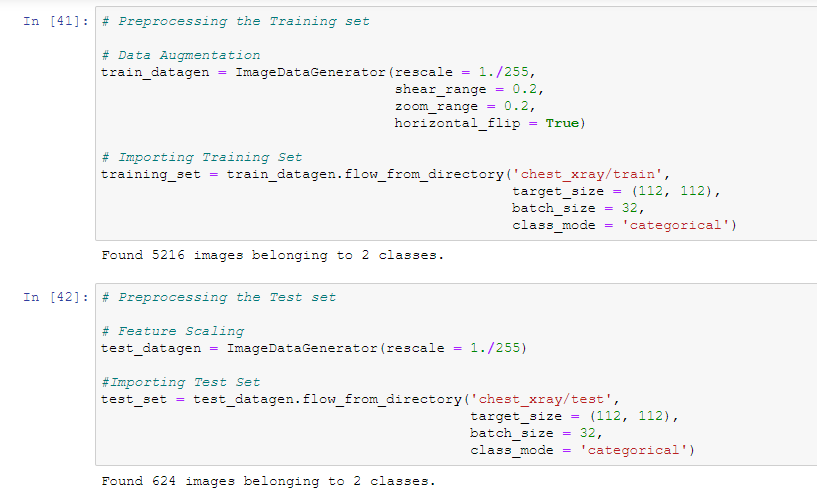 In [41]: # Preprocessing the Training set
# Data Augmentation
train_datagen = ImageDataGenerator(rescale = 1./255,
shear_range = 0.2,
zoom_range = 0.2,
horizontal_flip = True)
# Importing Training Set
training_set = train_datagen.flow_from_directory('chest_xray/train',
target_size = (112, 112),
batch_size = 32,
class_mode = 'categorical')
Found 5216 images belonging to 2 classes.
In [42]: # Preprocessing the Test set
# Feature Scaling
test_datagen = ImageDataGenerator(rescale = 1./255)
#Importing Test Set
test_set = test_datagen.flow_from_directory('chest_xray/test',
target_size = (112, 112),
batch_size = 32,
class_mode = 'categorical')
Found 624 images belonging to 2 classes.